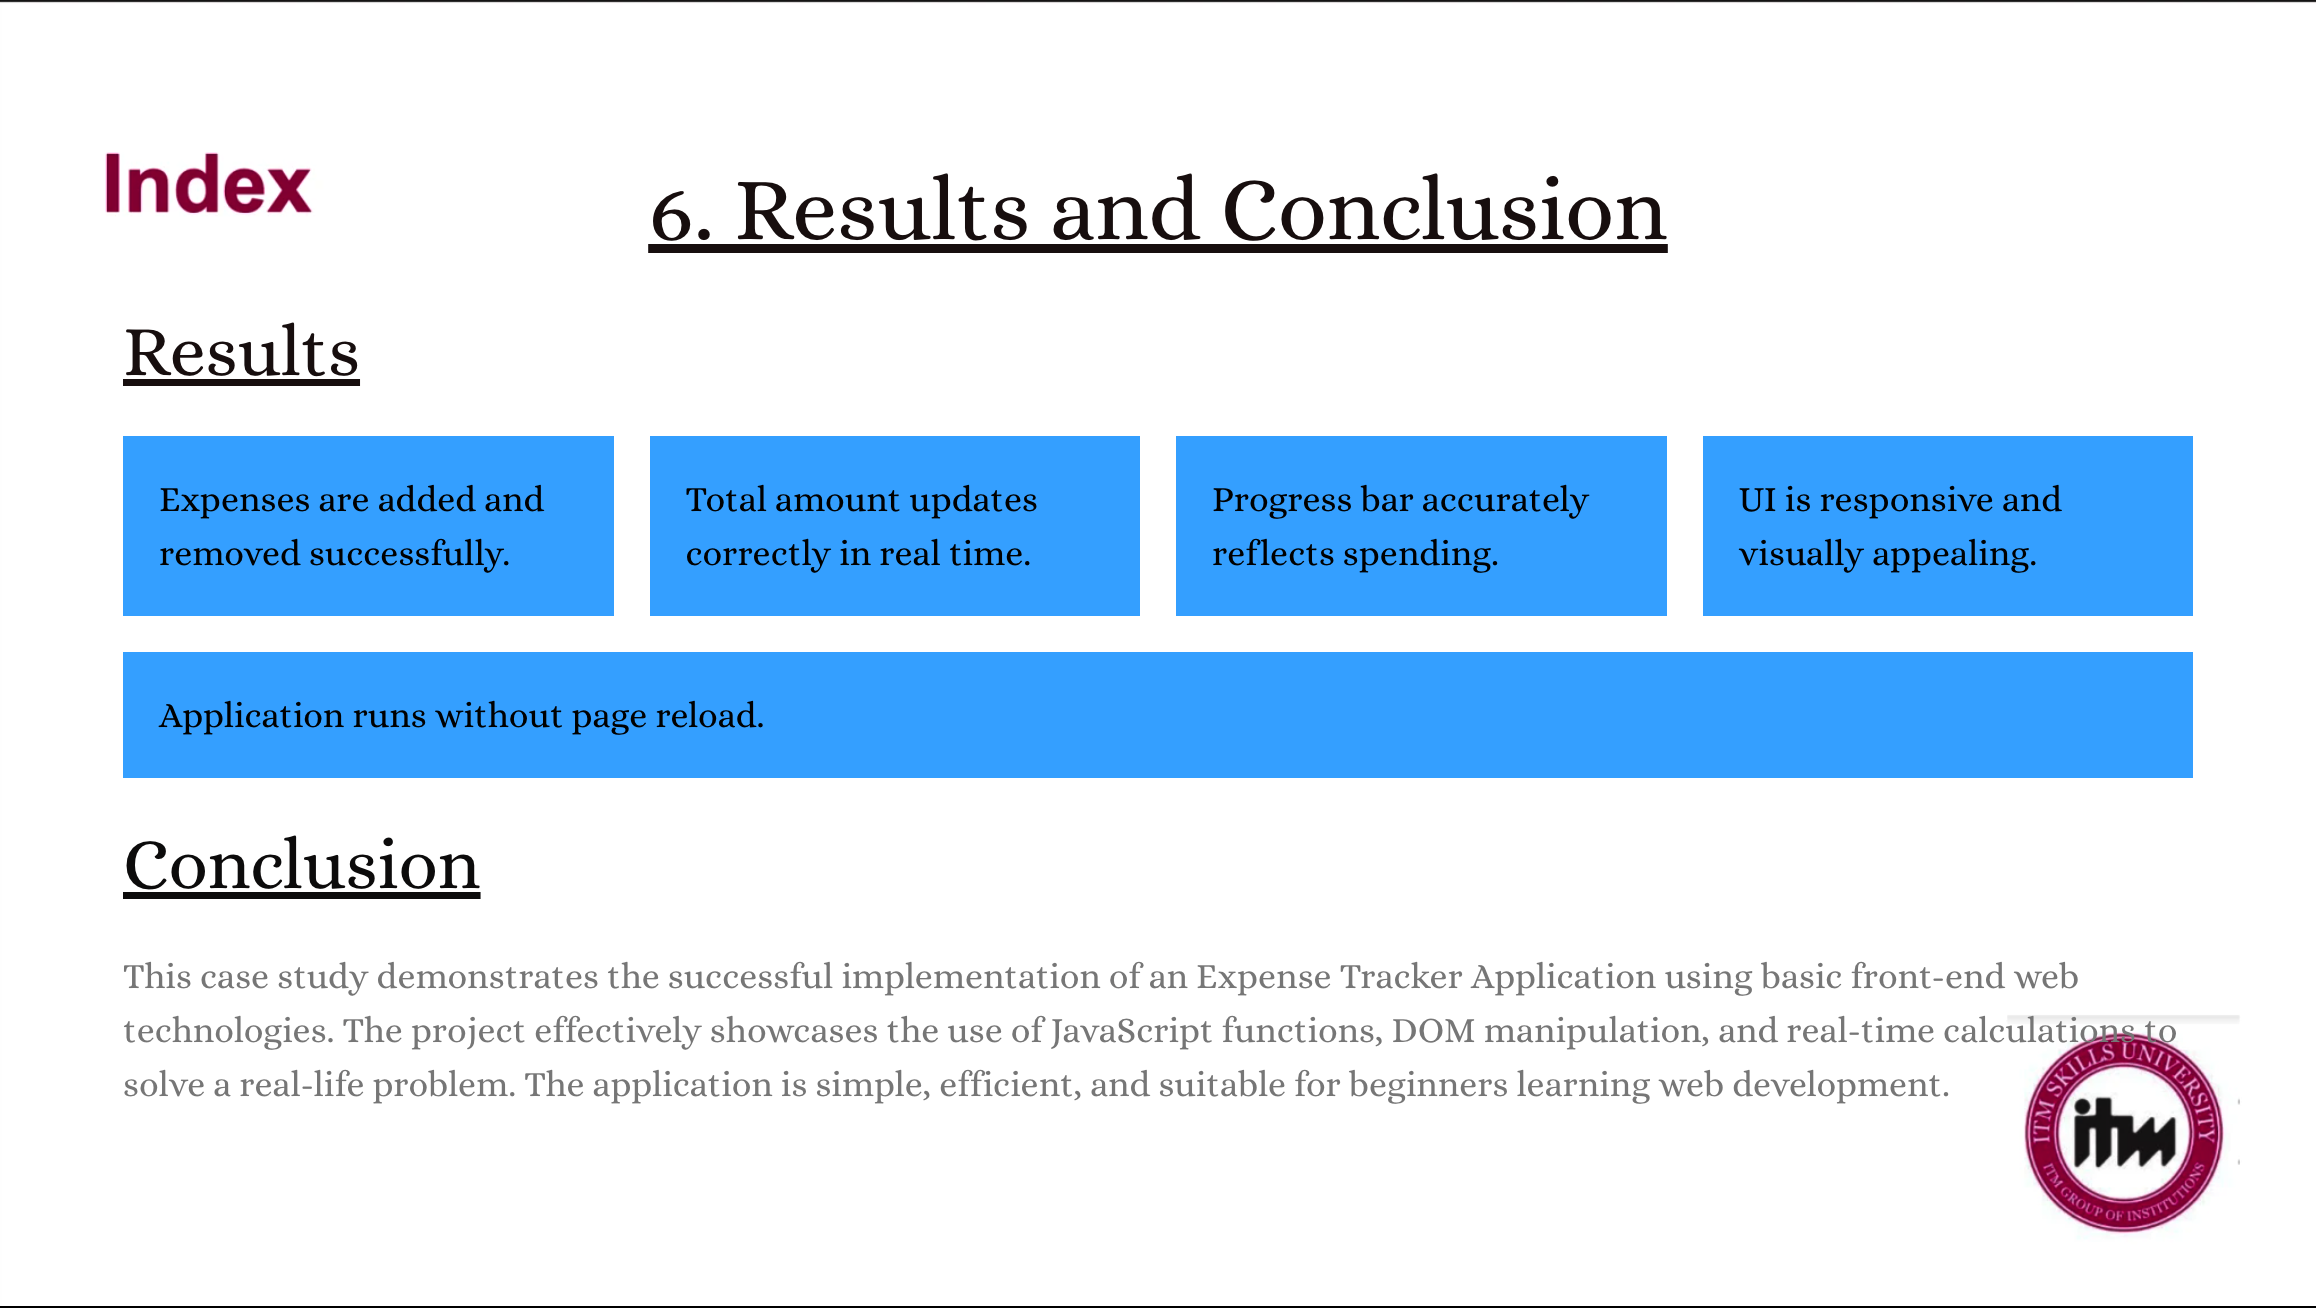 Index
6. Results and Conclusion
Results
Expenses are added and
removed successfully.
Total amount updates
correctly in real time.
Progress bar accurately
reflects spending.
UI is responsive and
visually appealing.
Application runs without page reload.
Conclusion
This case study demonstrates the successful implementation of an Expense Tracker Application using basic front-end web
technologies. The project effectively showcases the use of JavaScript functions, DOM manipulation, and real-time calculations to
solve a real-life problem. The application is simple, efficient, and suitable for beginners learning web development.
ITM SKILLS UNIVERSITY
itm
ITM GROUP OF INSTITUTIONS